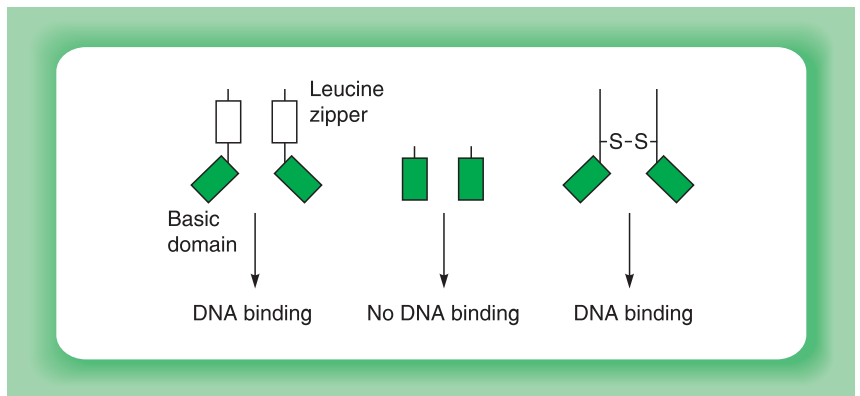 Leucine
zipper
-S-S-
Basic
domain
DNA binding
No DNA binding
DNA binding